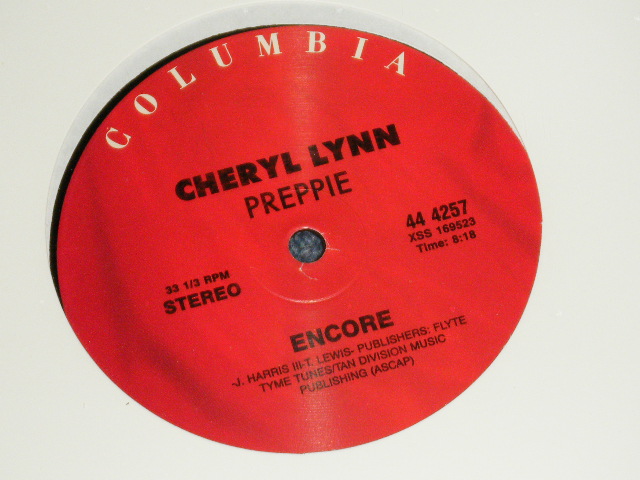 COLUMBIA
CHERYL LYNN
PREPPIE
44 4257
XSS 169523
Time: 8:18
33 1/3 RPM
STEREO
ENCORE
-J. HARRIS III-T. LEWIS- PUBLISHERS: FLYTE
TYME TUNES/TAN DIVISION MUSIC
PUBLISHING (ASCAP)